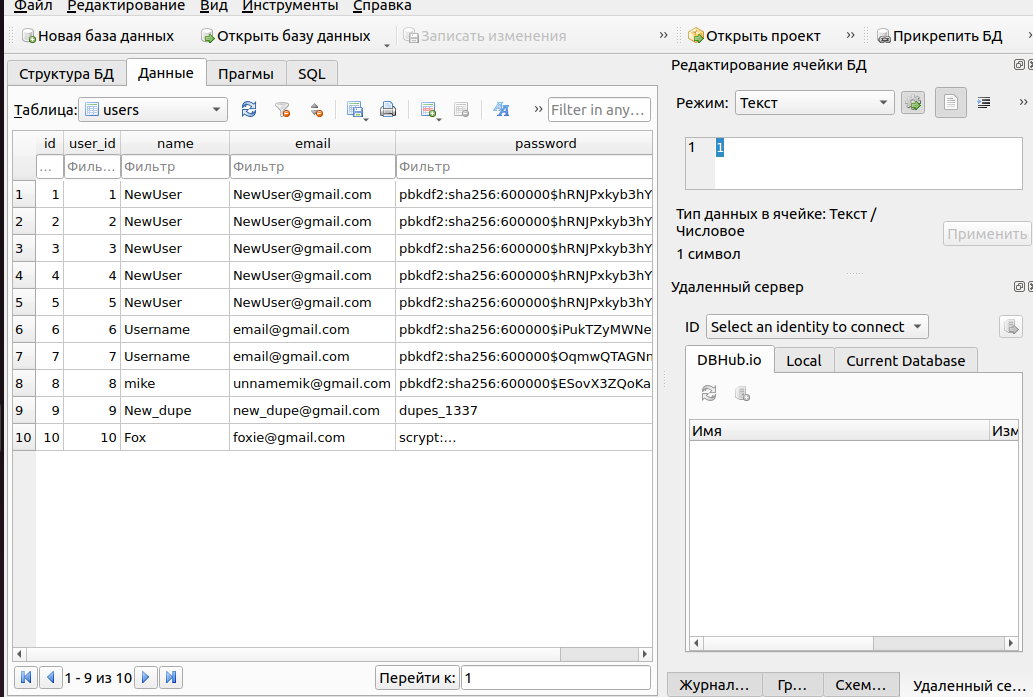 Файл Редактирование Вид Инструменты Справка
Новая база данных Открыть базу данных Записать изменения » Открыть проект » Прикрепить БД
Структура БД Данные Прагмы SQL
Таблица: users » Filter in any…
id user_id name email password
… Филь… Фильтр Фильтр Фильтр
1 1 1 NewUser NewUser@gmail.com pbkdf2:sha256:600000$hRNJPxkyb3hY
2 2 2 NewUser NewUser@gmail.com pbkdf2:sha256:600000$hRNJPxkyb3hY
3 3 3 NewUser NewUser@gmail.com pbkdf2:sha256:600000$hRNJPxkyb3hY
4 4 4 NewUser NewUser@gmail.com pbkdf2:sha256:600000$hRNJPxkyb3hY
5 5 5 NewUser NewUser@gmail.com pbkdf2:sha256:600000$hRNJPxkyb3hY
6 6 6 Username email@gmail.com pbkdf2:sha256:600000$iPukTZyMWNe
7 7 7 Username email@gmail.com pbkdf2:sha256:600000$OqmwQTAGNn
8 8 8 mike unnamemik@gmail.com pbkdf2:sha256:600000$ESovX3ZQoKa
9 9 9 New_dupe new_dupe@gmail.com dupes_1337
10 10 10 Fox foxie@gmail.com scrypt:…
1 - 9 из 10 Перейти к: 1
Редактирование ячейки БД
Режим: Текст »
1 1
Тип данных в ячейке: Текст /
Числовое
Применить
1 символ
Удаленный сервер
ID Select an identity to connect
DBHub.io Local Current Database
Имя Изм
Журнал… Гр… Схем… Удаленный се…